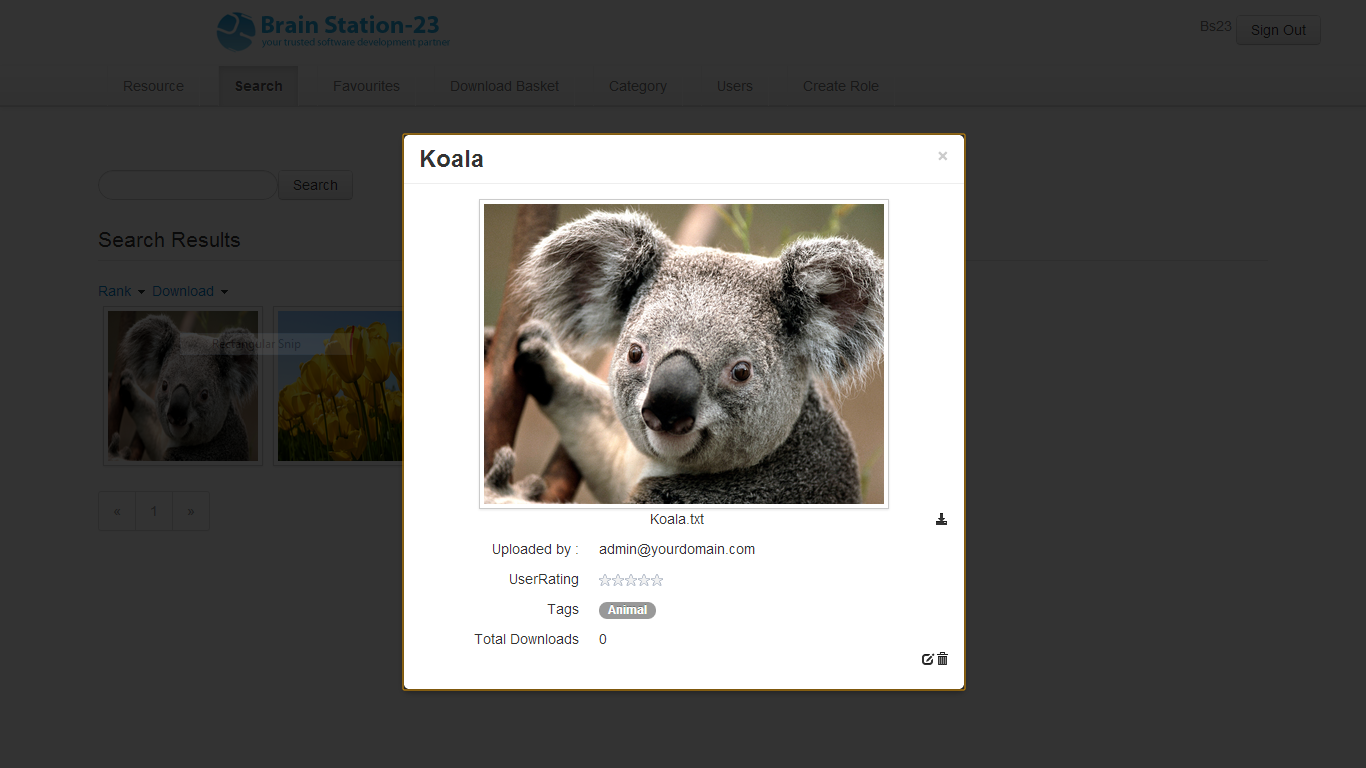 Brain Station-23
your trusted software development partner
Bs23
Sign Out
Resource
Search
Favourites
Download Basket
Category
Users
Create Role
Koala
×
Search
Search Results
Rank
Download
Rectangular Snip
«
1
»
Koala.txt
Uploaded by :
admin@yourdomain.com
UserRating
Tags
Animal
Total Downloads
0